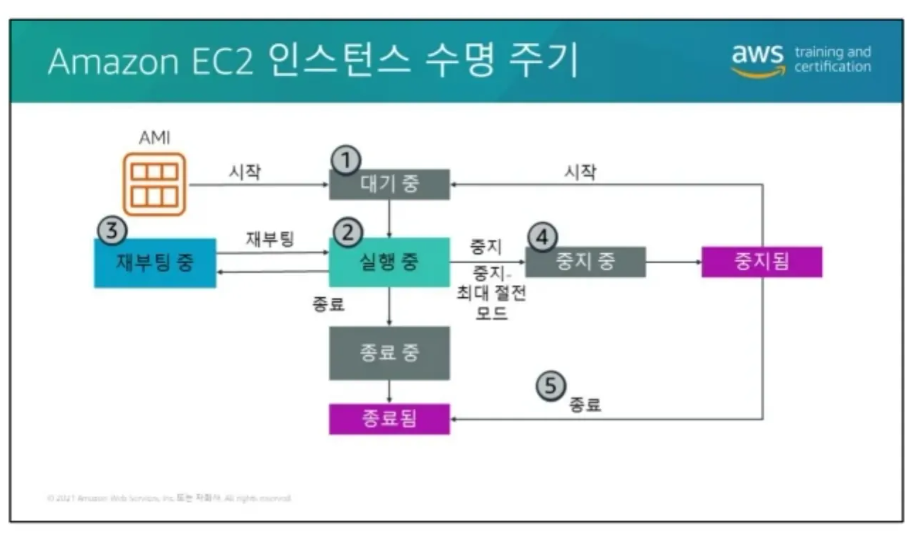 Amazon EC2 인스턴스 수명 주기
aws training and
certification
AMI
시작
1
대기 중
시작
3
재부팅 중
재부팅
2
실행 중
중지
중지-
최대 절전
모드
4
중지 중
중지됨
종료
종료 중
5
종료
종료됨
© 2021 Amazon Web Services, Inc. 또는 자회사. All rights reserved.